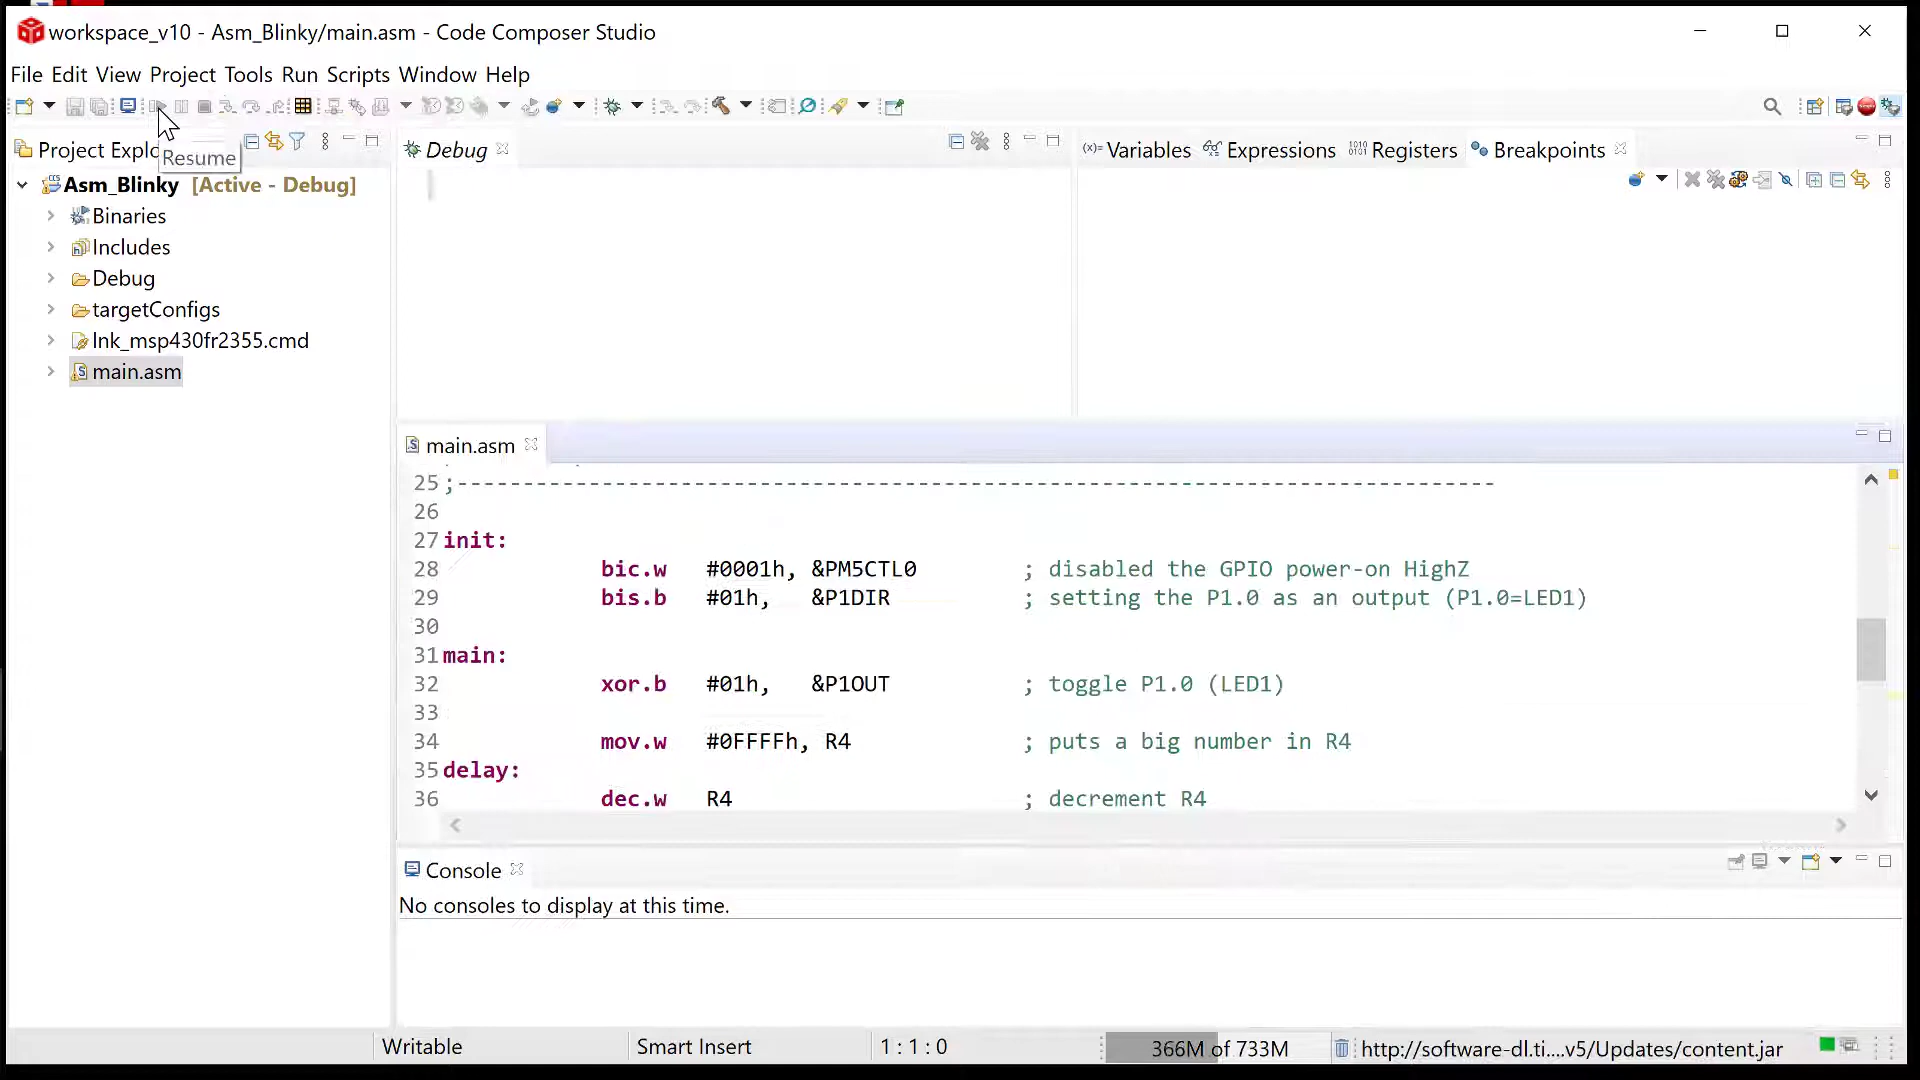 workspace_v10 - Asm_Blinky/main.asm - Code Composer Studio
File Edit View Project Tools Run Scripts Window Help
Project Explo
Resume
Asm_Blinky [Active - Debug]
Binaries
Includes
Debug
targetConfigs
lnk_msp430fr2355.cmd
main.asm
Debug
Variables Expressions Registers Breakpoints
main.asm
25 ;-------------------------------------------------------------------------------
26
27 init:
28 bic.w #0001h, &PM5CTL0 ; disabled the GPIO power-on HighZ
29 bis.b #01h, &P1DIR ; setting the P1.0 as an output (P1.0=LED1)
30
31 main:
32 xor.b #01h, &P1OUT ; toggle P1.0 (LED1)
33
34 mov.w #0FFFFh, R4 ; puts a big number in R4
35 delay:
36 dec.w R4 ; decrement R4
Console
No consoles to display at this time.
Writable Smart Insert 1 : 1 : 0 366M of 733M http://software-dl.ti....v5/Updates/content.jar